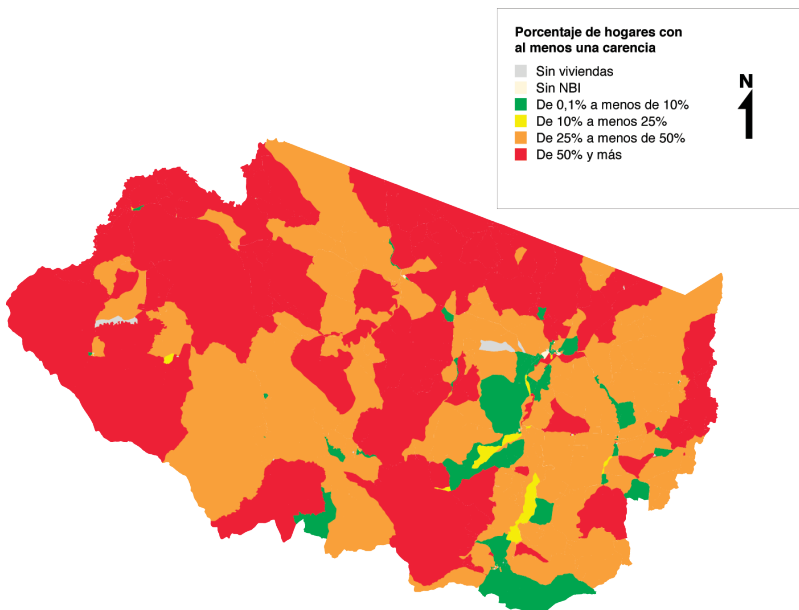 Porcentaje de hogares con
al menos una carencia
Sin viviendas
Sin NBI
De 0,1% a menos de 10%
De 10% a menos 25%
De 25% a menos de 50%
De 50% y más
N